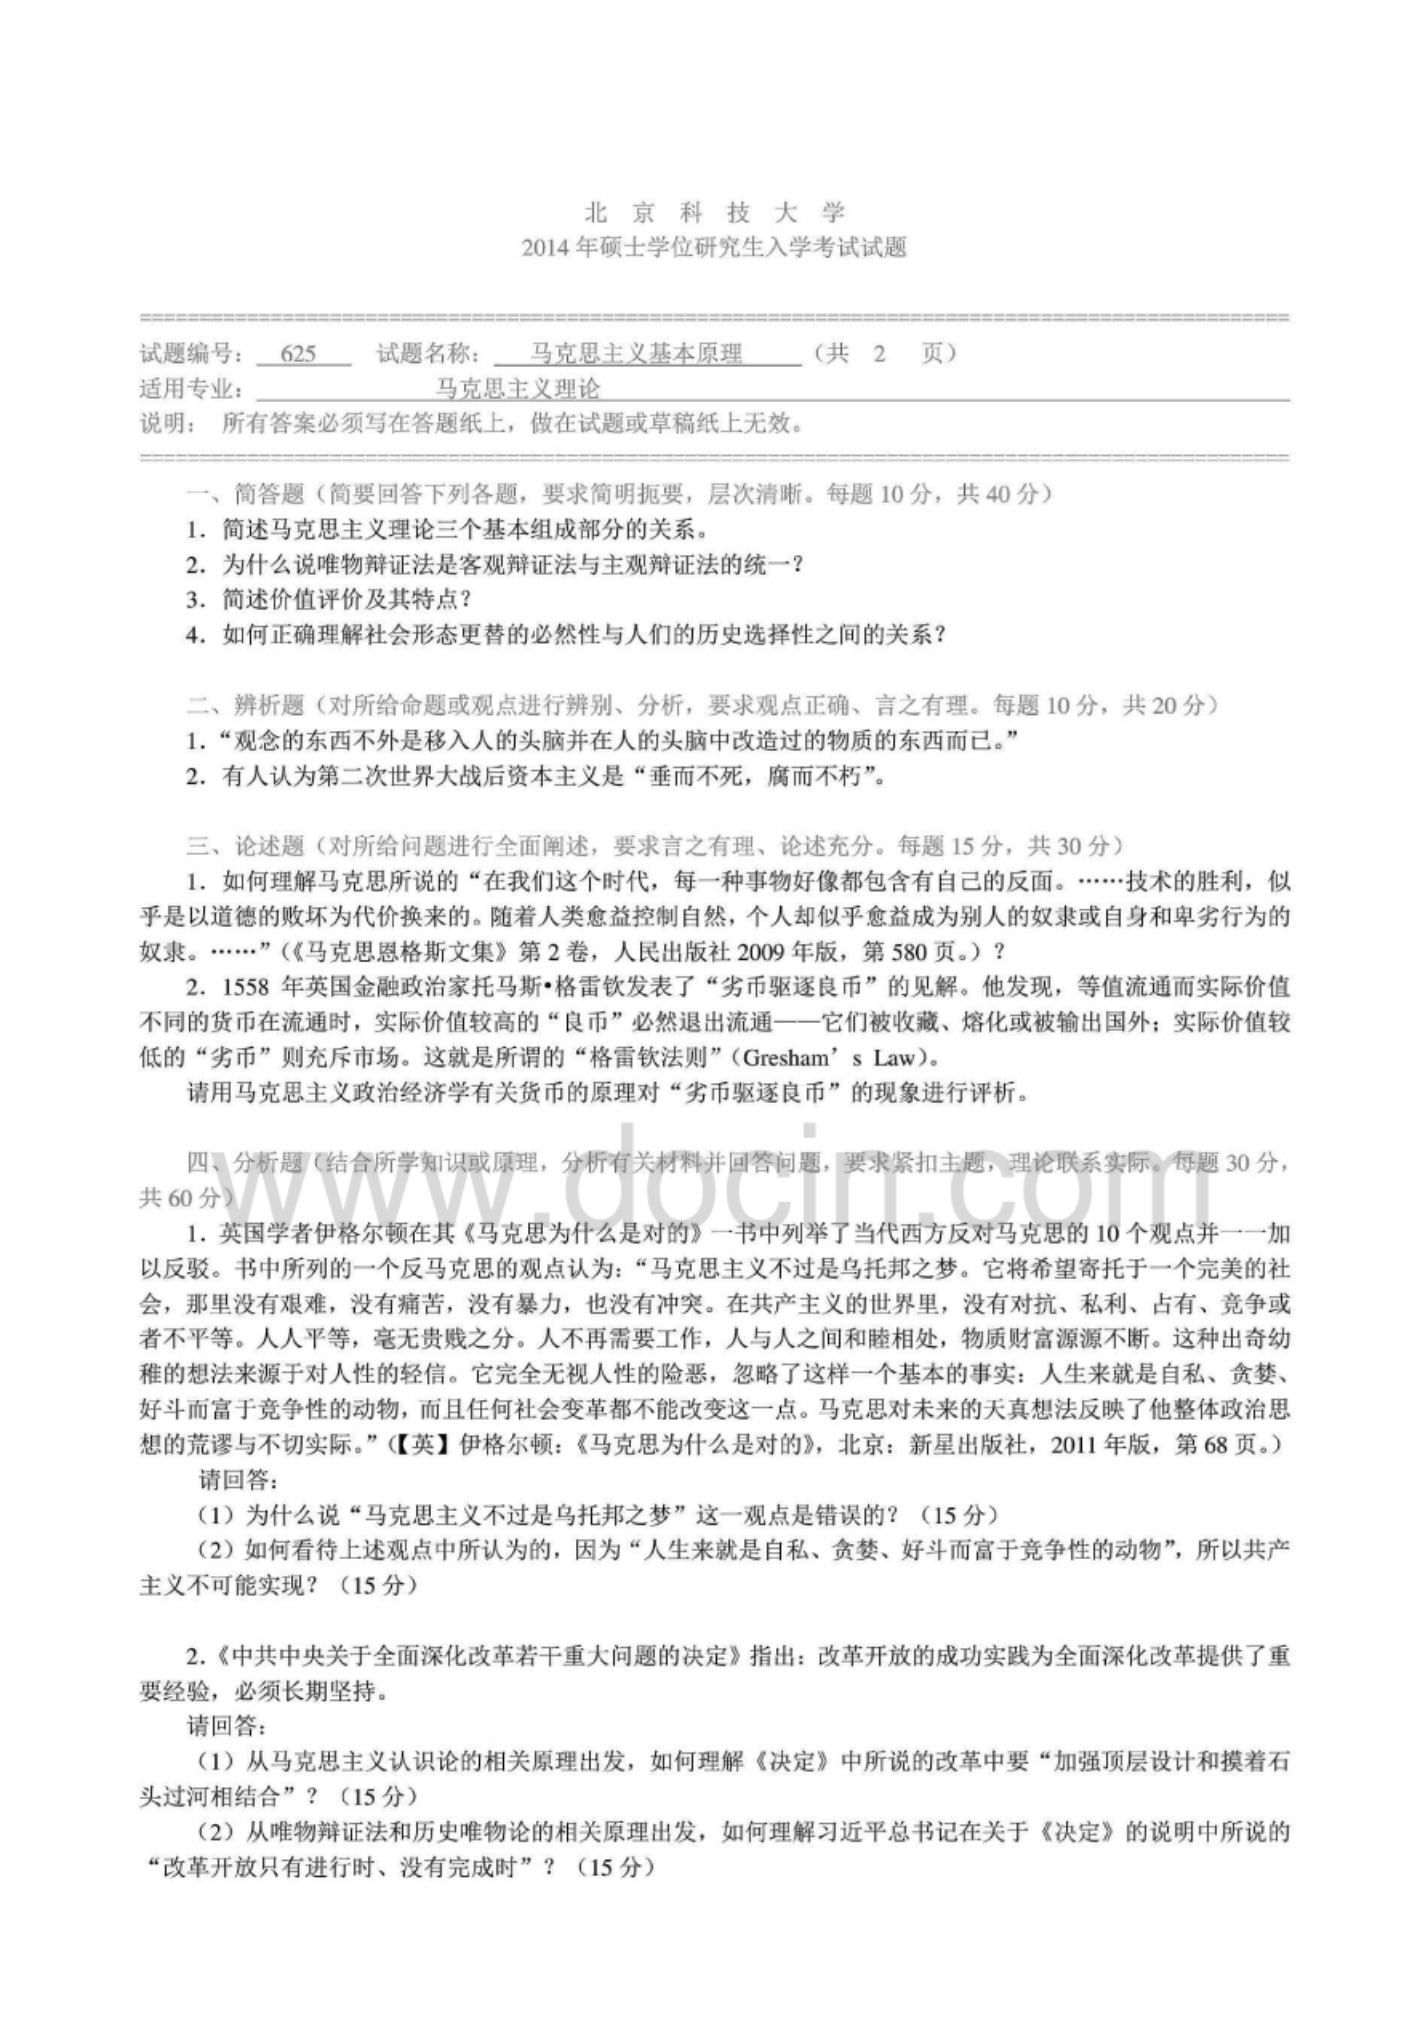 北 京 科 技 大 学
2014 年硕士学位研究生入学考试试题
=================================================================================================
试题编号： 625 试题名称： 马克思主义基本原理 （共 2 页）
适用专业： 马克思主义理论
说明： 所有答案必须写在答题纸上，做在试题或草稿纸上无效。
=================================================================================================
一、简答题（简要回答下列各题，要求简明扼要，层次清晰。每题 10 分，共 40 分）
1．简述马克思主义理论三个基本组成部分的关系。
2．为什么说唯物辩证法是客观辩证法与主观辩证法的统一？
3．简述价值评价及其特点？
4．如何正确理解社会形态更替的必然性与人们的历史选择性之间的关系？
二、辨析题（对所给命题或观点进行辨别、分析，要求观点正确、言之有理。每题 10 分，共 20 分）
1．“观念的东西不外是移入人的头脑并在人的头脑中改造过的物质的东西而已。”
2．有人认为第二次世界大战后资本主义是“垂而不死，腐而不朽”。
三、论述题（对所给问题进行全面阐述，要求言之有理、论述充分。每题 15 分，共 30 分）
1．如何理解马克思所说的“在我们这个时代，每一种事物好像都包含有自己的反面。……技术的胜利，似
乎是以道德的败坏为代价换来的。随着人类愈益控制自然，个人却似乎愈益成为别人的奴隶或自身和卑劣行为的
奴隶。……”（《马克思恩格斯文集》第 2 卷，人民出版社 2009 年版，第 580 页。）？
2．1558 年英国金融政治家托马斯•格雷钦发表了“劣币驱逐良币”的见解。他发现，等值流通而实际价值
不同的货币在流通时，实际价值较高的“良币”必然退出流通——它们被收藏、熔化或被输出国外；实际价值较
低的“劣币”则充斥市场。这就是所谓的“格雷钦法则”（Gresham’s Law）。
请用马克思主义政治经济学有关货币的原理对“劣币驱逐良币”的现象进行评析。
www.docin.com
四、分析题（结合所学知识或原理，分析有关材料并回答问题，要求紧扣主题，理论联系实际。每题 30 分，
共 60 分）
1．英国学者伊格尔顿在其《马克思为什么是对的》一书中列举了当代西方反对马克思的 10 个观点并一一加
以反驳。书中所列的一个反马克思的观点认为：“马克思主义不过是乌托邦之梦。它将希望寄托于一个完美的社
会，那里没有艰难，没有痛苦，没有暴力，也没有冲突。在共产主义的世界里，没有对抗、私利、占有、竞争或
者不平等。人人平等，毫无贵贱之分。人不再需要工作，人与人之间和睦相处，物质财富源源不断。这种出奇幼
稚的想法来源于对人性的轻信。它完全无视人性的险恶，忽略了这样一个基本的事实：人生来就是自私、贪婪、
好斗而富于竞争性的动物，而且任何社会变革都不能改变这一点。马克思对未来的天真想法反映了他整体政治思
想的荒谬与不切实际。”（【英】伊格尔顿：《马克思为什么是对的》，北京：新星出版社，2011 年版，第 68 页。）
请回答：
（1）为什么说“马克思主义不过是乌托邦之梦”这一观点是错误的？（15 分）
（2）如何看待上述观点中所认为的，因为“人生来就是自私、贪婪、好斗而富于竞争性的动物”，所以共产
主义不可能实现？（15 分）
2．《中共中央关于全面深化改革若干重大问题的决定》指出：改革开放的成功实践为全面深化改革提供了重
要经验，必须长期坚持。
请回答：
（1）从马克思主义认识论的相关原理出发，如何理解《决定》中所说的改革中要“加强顶层设计和摸着石
头过河相结合”？（15 分）
（2）从唯物辩证法和历史唯物论的相关原理出发，如何理解习近平总书记在关于《决定》的说明中所说的
“改革开放只有进行时、没有完成时”？（15 分）